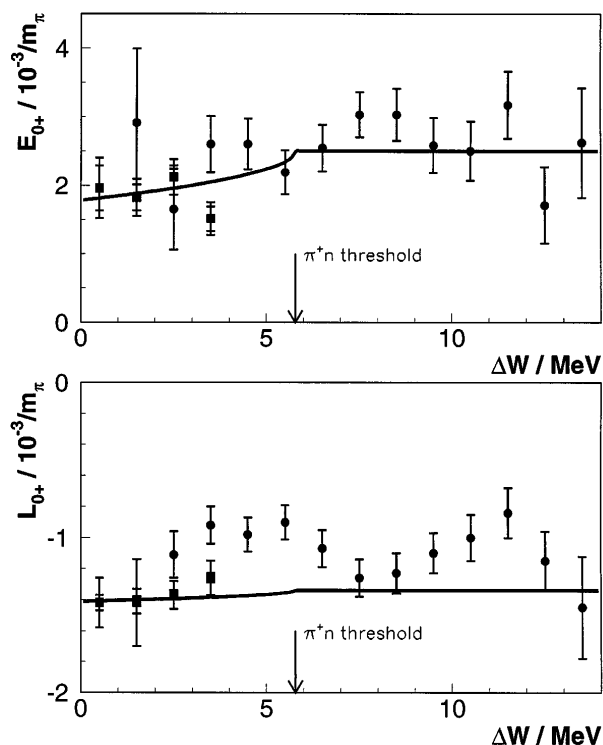 E₀₊ / 10⁻³/mπ
4
2
0
π⁺n threshold
0
5
10
ΔW / MeV
L₀₊ / 10⁻³/mπ
0
-1
-2
π⁺n threshold
0
5
10
ΔW / MeV